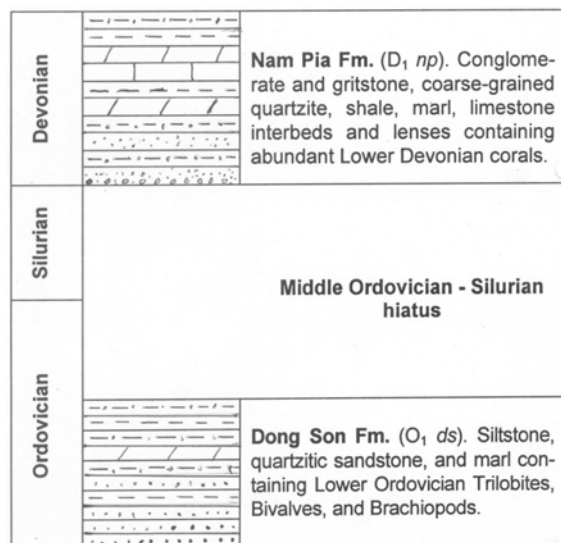 Devonian
Nam Pia Fm. (D₁ np). Conglome-
rate and gritstone, coarse-grained
quartzite, shale, marl, limestone
interbeds and lenses containing
abundant Lower Devonian corals.
Silurian
Middle Ordovician - Silurian
hiatus
Ordovician
Dong Son Fm. (O₁ ds). Siltstone,
quartzitic sandstone, and marl con-
taining Lower Ordovician Trilobites,
Bivalves, and Brachiopods.